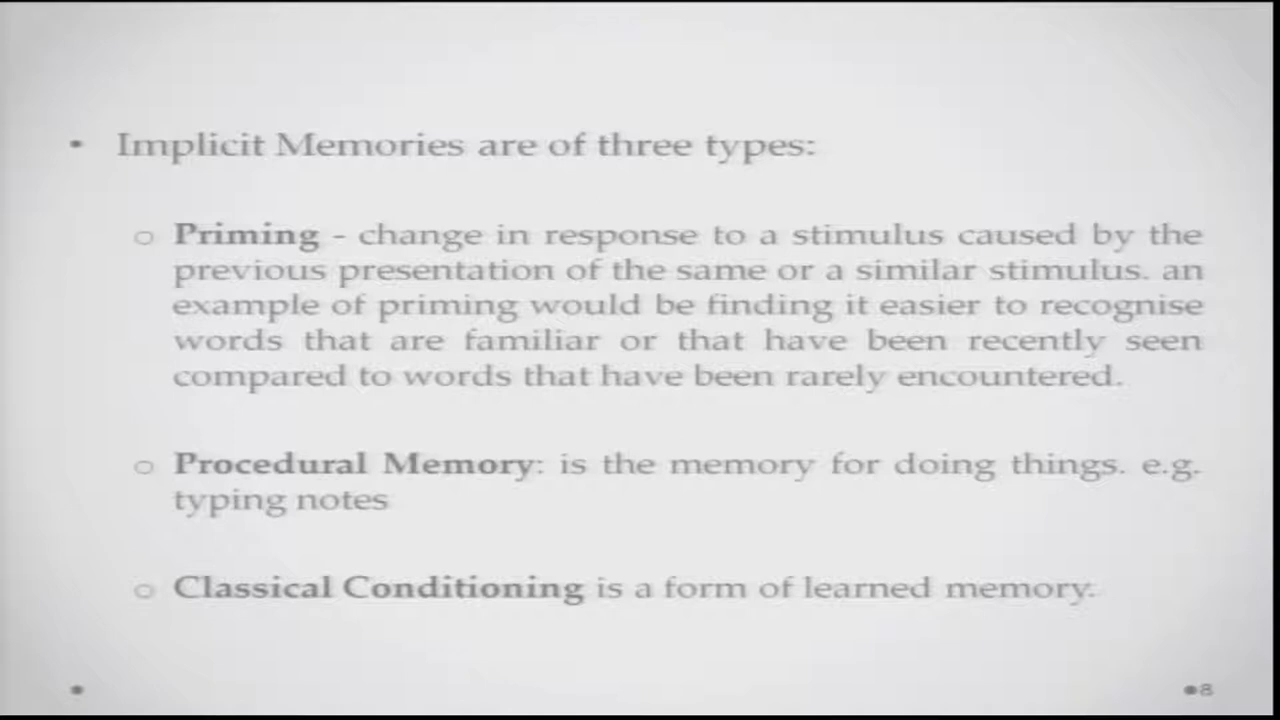 • Implicit Memories are of three types:
o Priming - change in response to a stimulus caused by the
previous presentation of the same or a similar stimulus. an
example of priming would be finding it easier to recognise
words that are familiar or that have been recently seen
compared to words that have been rarely encountered.
o Procedural Memory: is the memory for doing things. e.g.
typing notes
o Classical Conditioning is a form of learned memory.
• •8